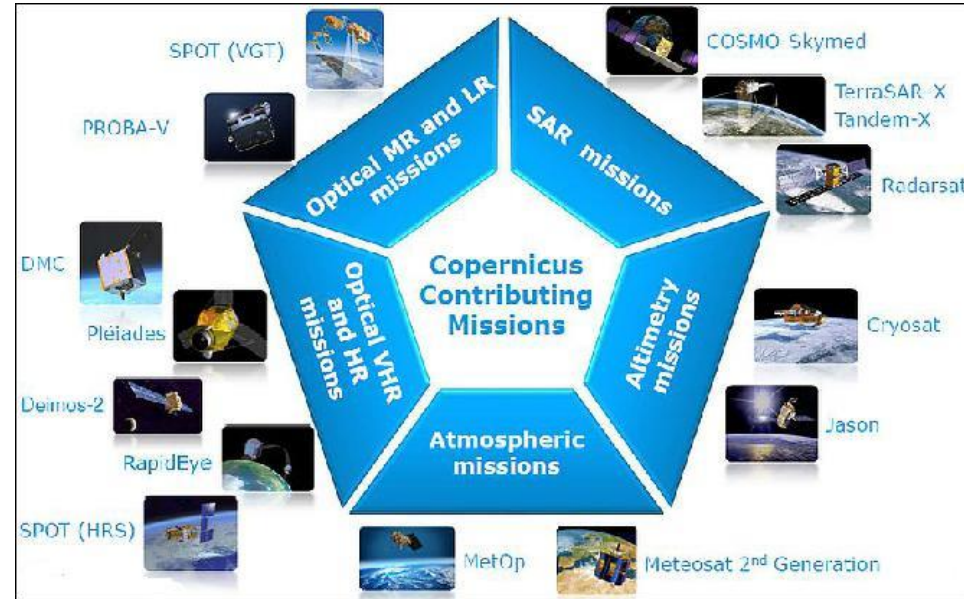 SPOT (VGT)
COSMO Skymed
PROBA-V
TerraSAR-X
Tandem-X
Optical MR and LR
missions
SAR missions
Radarsat
DMC
Pléiades
Optical VHR
and HR
missions
Copernicus
Contributing
Missions
Altimetry
missions
Cryosat
Deimos-2
Jason
RapidEye
Atmospheric
missions
SPOT (HRS)
MetOp
Meteosat 2nd Generation